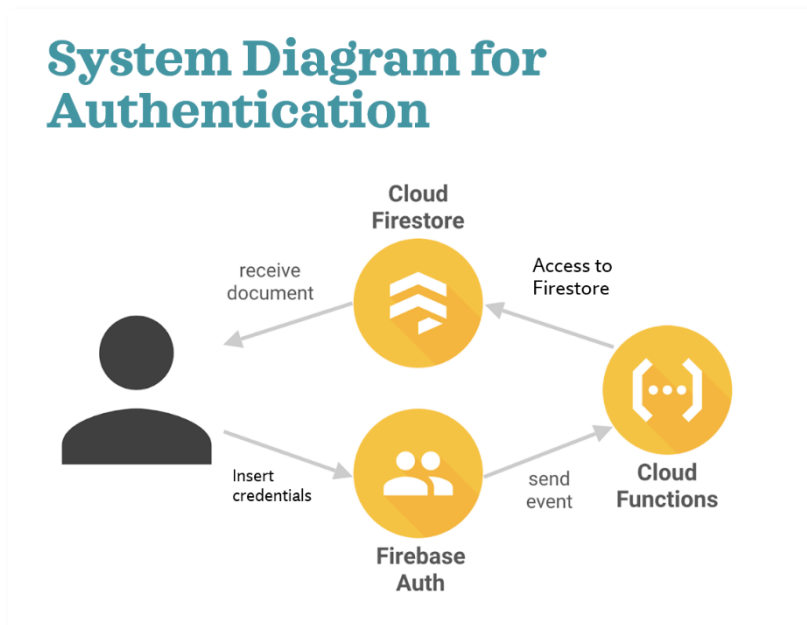 System Diagram for
Authentication
Cloud
Firestore
receive
document
Access to
Firestore
Insert
credentials
send
event
Cloud
Functions
Firebase
Auth